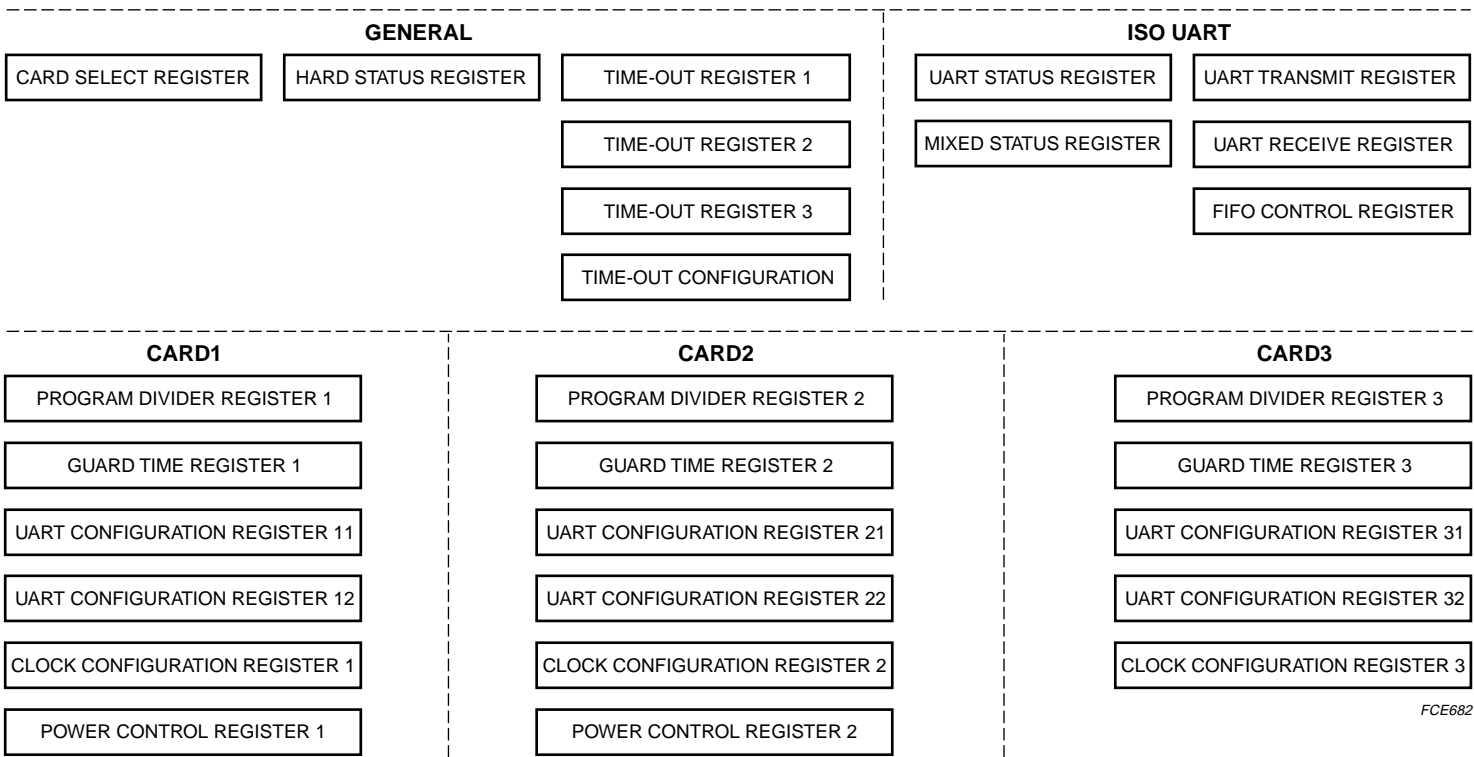 GENERAL
CARD SELECT REGISTER
HARD STATUS REGISTER
TIME-OUT REGISTER 1
TIME-OUT REGISTER 2
TIME-OUT REGISTER 3
TIME-OUT CONFIGURATION
ISO UART
UART STATUS REGISTER
UART TRANSMIT REGISTER
MIXED STATUS REGISTER
UART RECEIVE REGISTER
FIFO CONTROL REGISTER
CARD1
PROGRAM DIVIDER REGISTER 1
GUARD TIME REGISTER 1
UART CONFIGURATION REGISTER 11
UART CONFIGURATION REGISTER 12
CLOCK CONFIGURATION REGISTER 1
POWER CONTROL REGISTER 1
CARD2
PROGRAM DIVIDER REGISTER 2
GUARD TIME REGISTER 2
UART CONFIGURATION REGISTER 21
UART CONFIGURATION REGISTER 22
CLOCK CONFIGURATION REGISTER 2
POWER CONTROL REGISTER 2
CARD3
PROGRAM DIVIDER REGISTER 3
GUARD TIME REGISTER 3
UART CONFIGURATION REGISTER 31
UART CONFIGURATION REGISTER 32
CLOCK CONFIGURATION REGISTER 3
FCE682